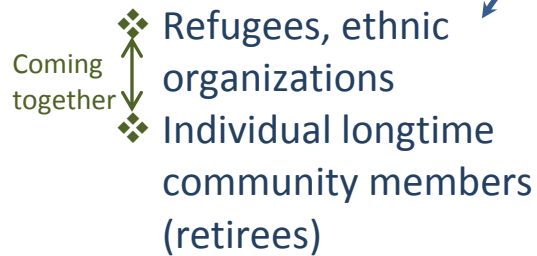 Coming
together
❖ Refugees, ethnic
organizations
❖ Individual longtime
community members
(retirees)